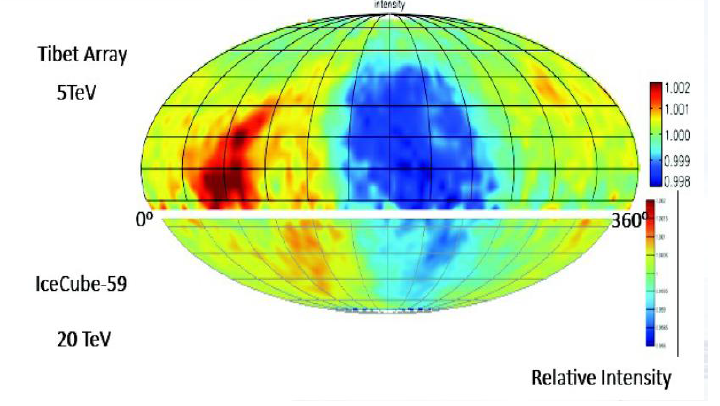 intensity
Tibet Array
5TeV
1.002
1.001
1.000
0.999
0.998
0º
360º
IceCube-59
20 TeV
Relative Intensity